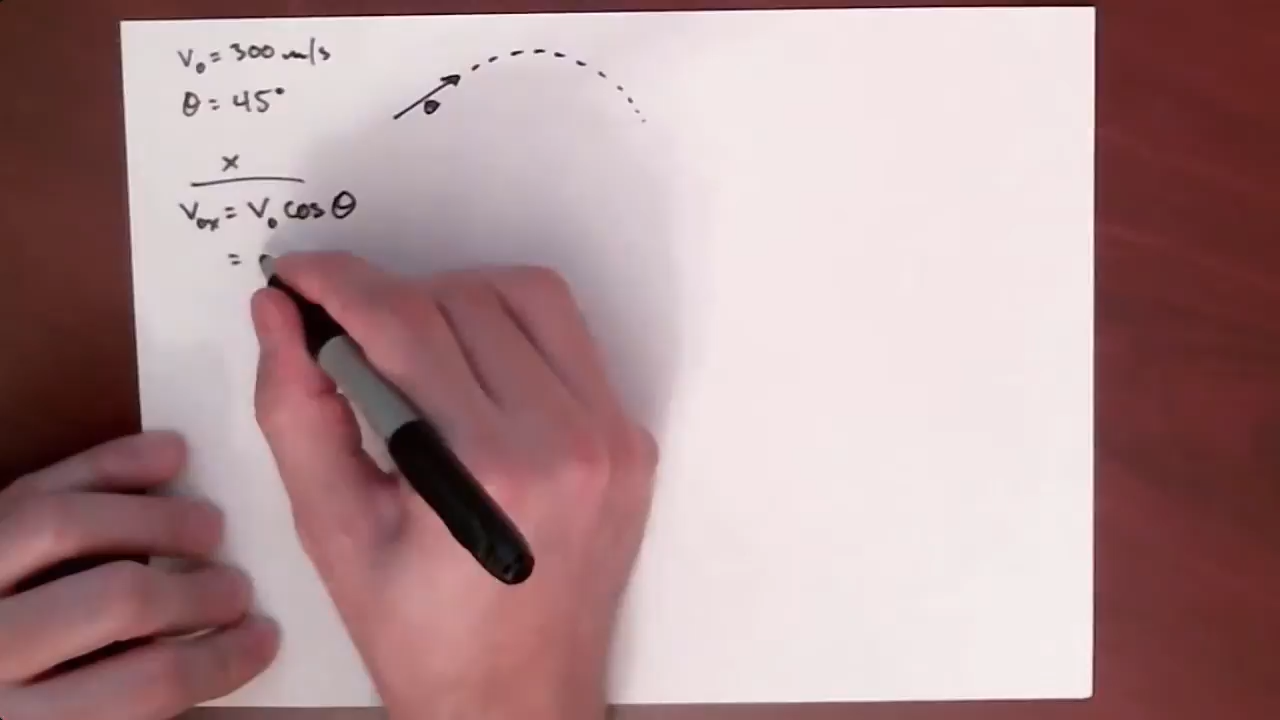 v₀ = 300 m/s
θ = 45°
θ
x
v₀ₓ = v₀ cos θ
=